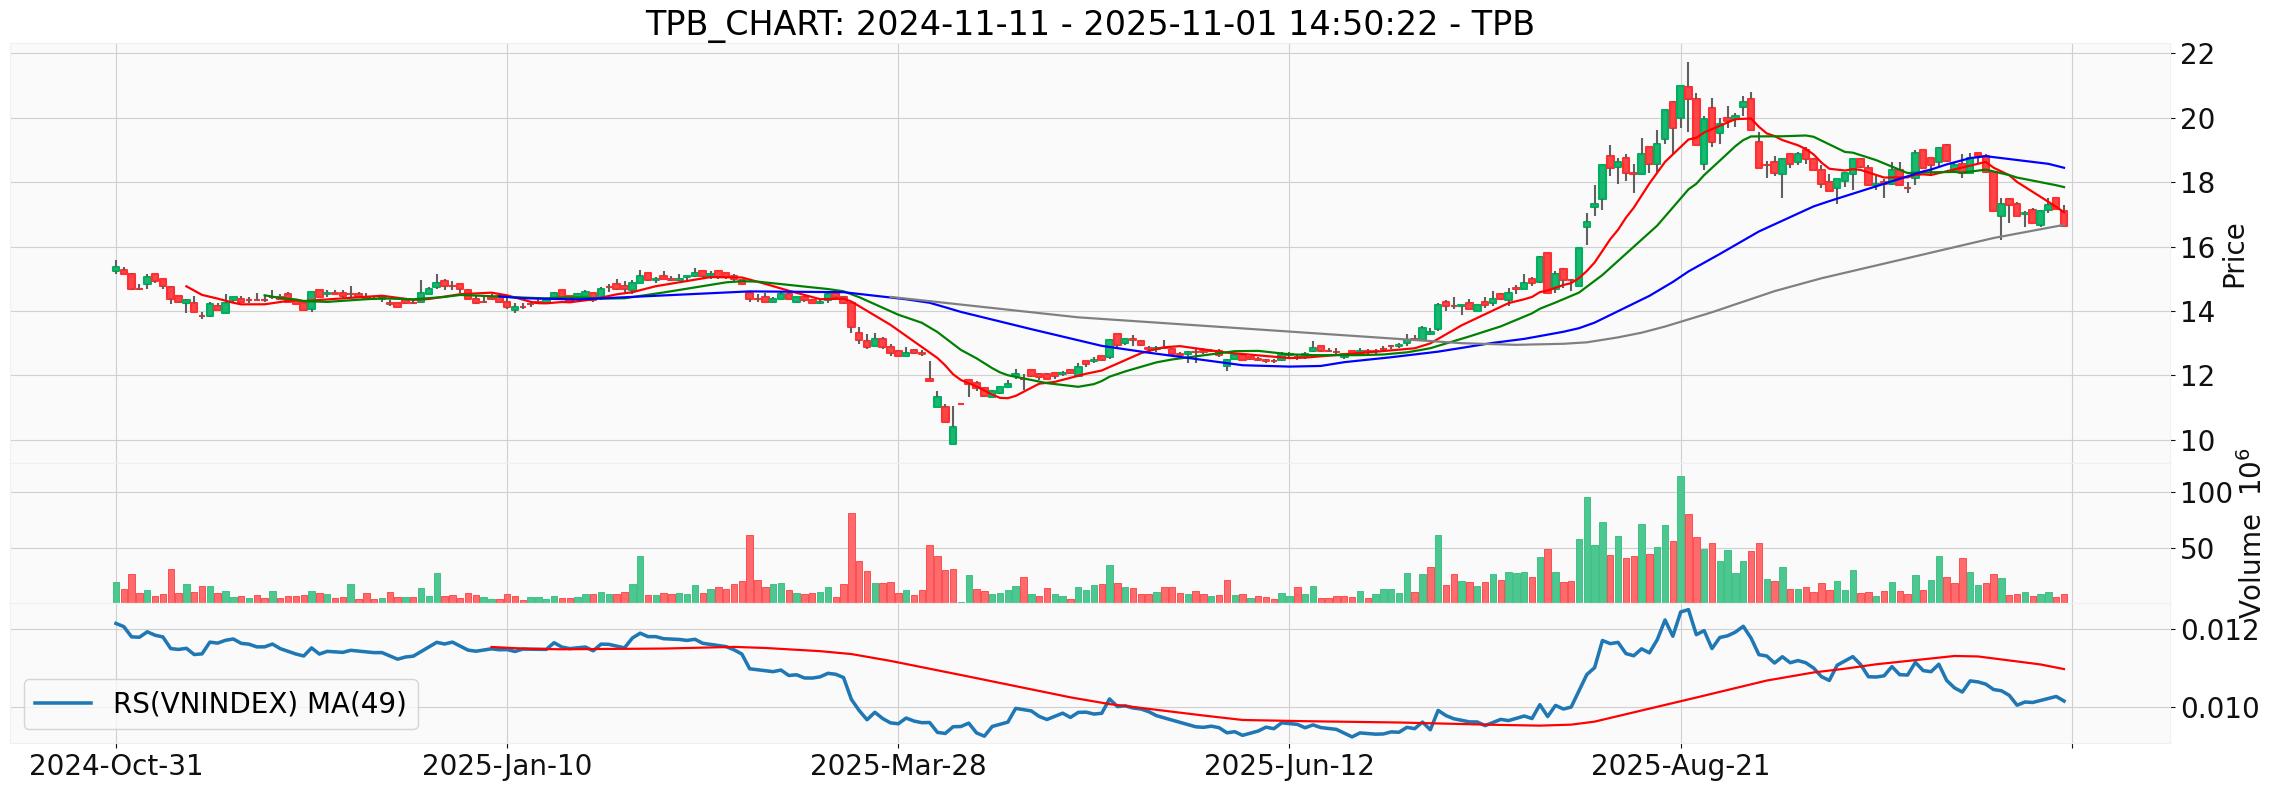 TPB_CHART: 2024-11-11 - 2025-11-01 14:50:22 - TPB
22
20
18
16
14
12
10
Price
100
50
Volume 10⁶
0.012
0.010
RS(VNINDEX) MA(49)
2024-Oct-31
2025-Jan-10
2025-Mar-28
2025-Jun-12
2025-Aug-21